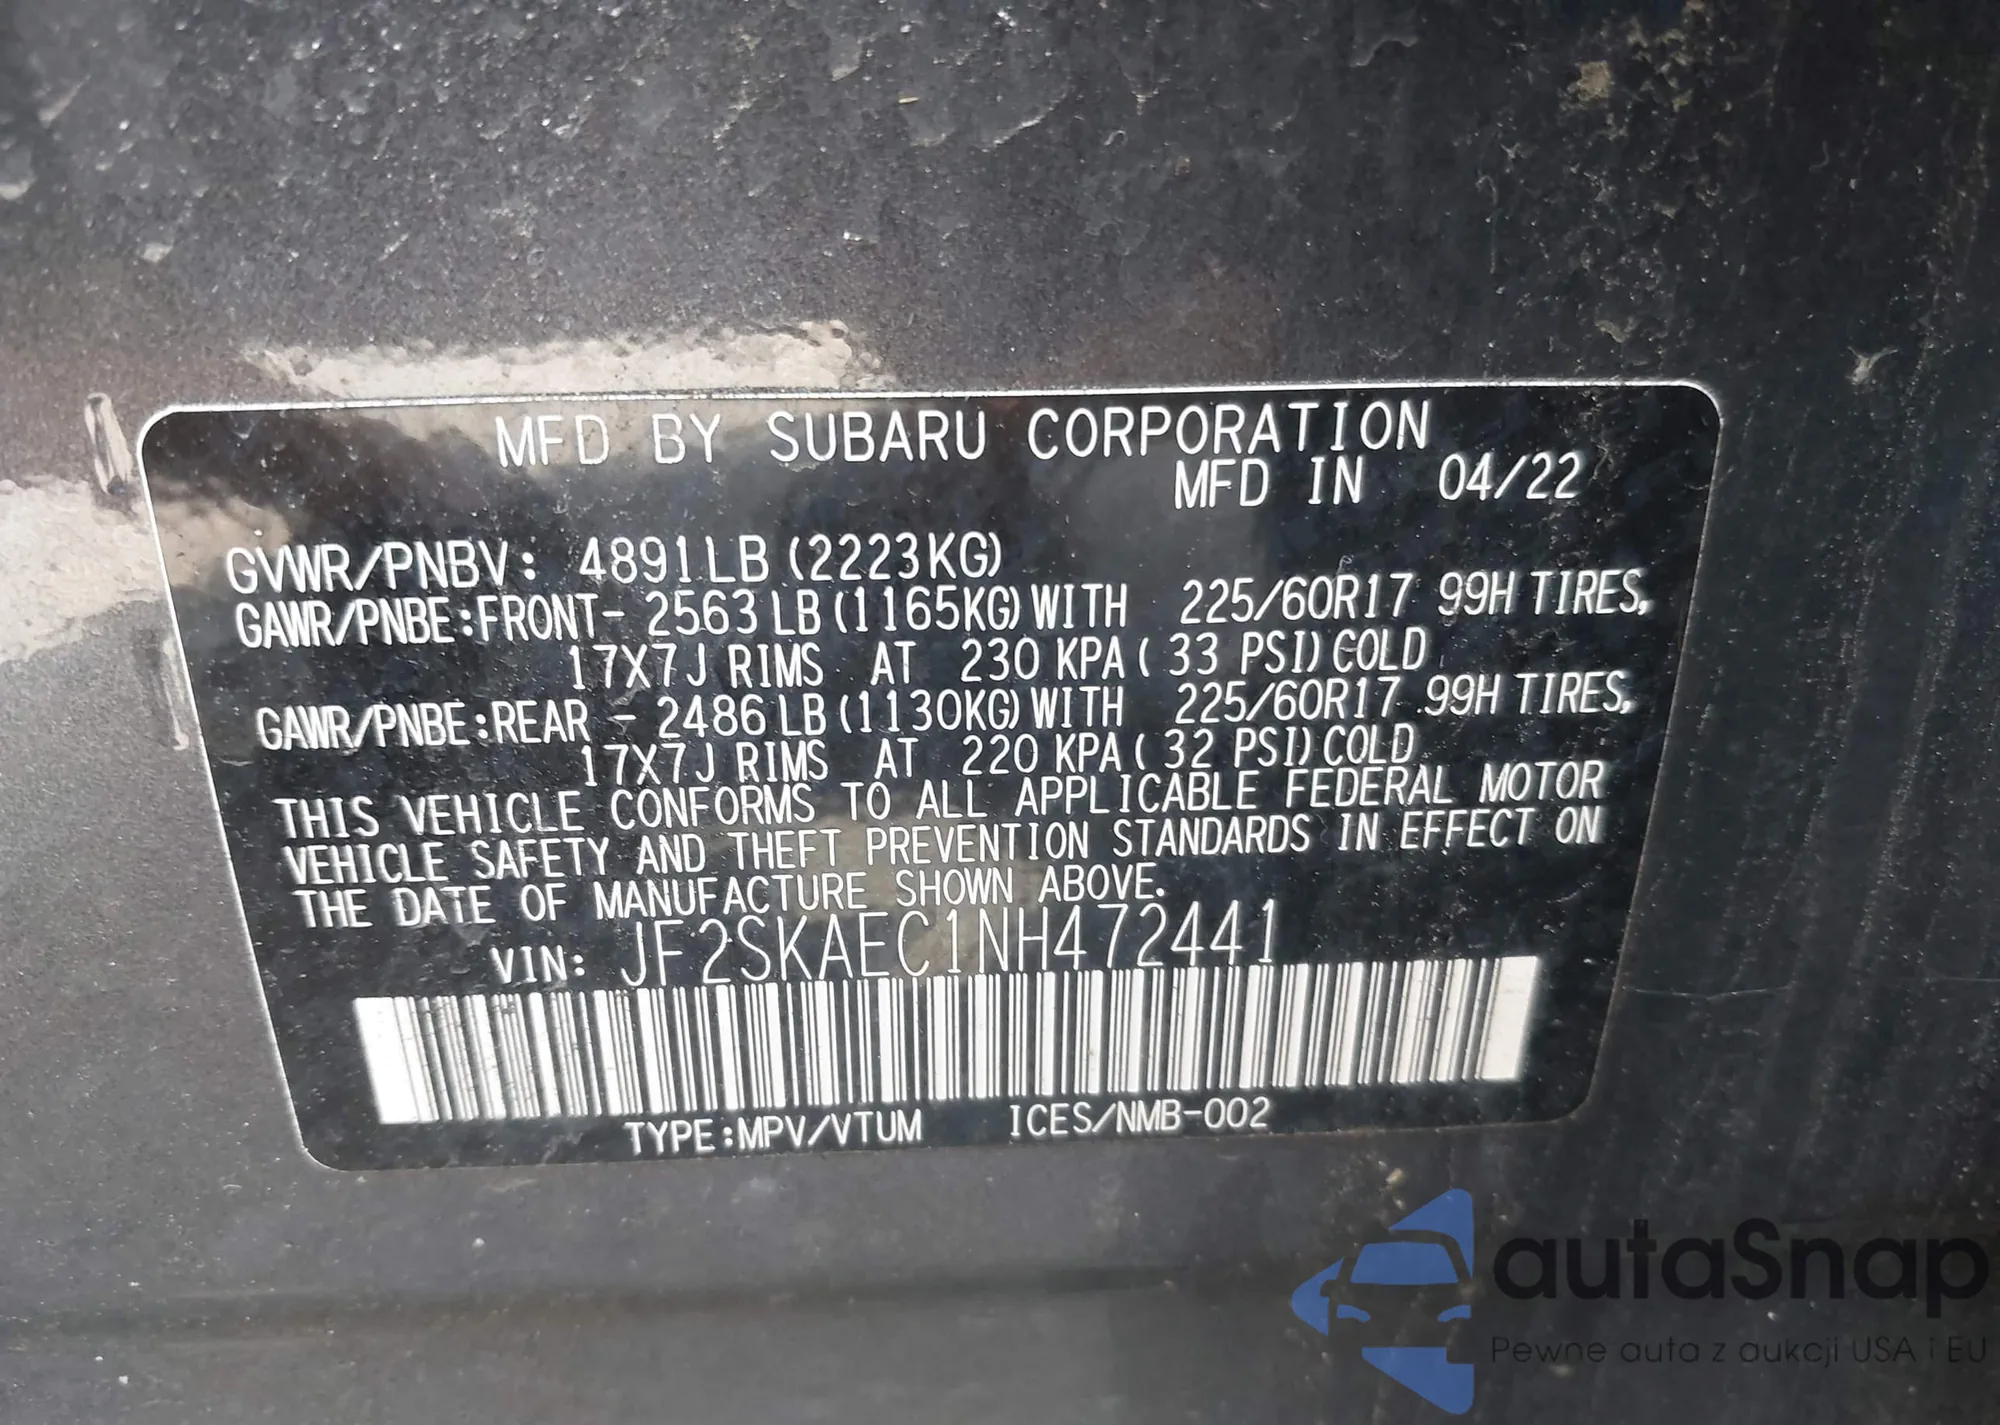 MFD BY SUBARU CORPORATION
MFD IN 04/22
GVWR/PNBV: 4891LB (2223KG)
GAWR/PNBE:FRONT- 2563LB (1165KG) WITH 225/60R17 99H TIRES,
17X7J RIMS AT 230 KPA ( 33 PSI) COLD
GAWR/PNBE:REAR - 2486LB (1130KG) WITH 225/60R17 99H TIRES,
17X7J RIMS AT 220 KPA ( 32 PSI) COLD
THIS VEHICLE CONFORMS TO ALL APPLICABLE FEDERAL MOTOR
VEHICLE SAFETY AND THEFT PREVENTION STANDARDS IN EFFECT ON
THE DATE OF MANUFACTURE SHOWN ABOVE.
VIN: JF2SKAEC1NH472441
TYPE:MPV/VTUM ICES/NMB-002
autaSnap
Pewne auta z aukcji USA i EU